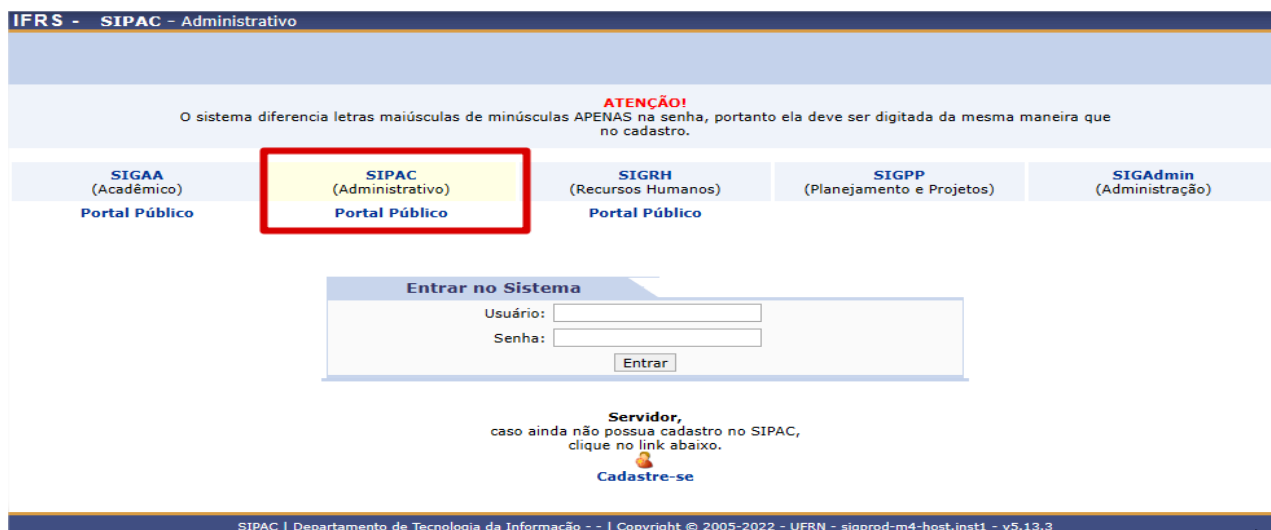 IFRS - SIPAC - Administrativo
ATENÇÃO!
O sistema diferencia letras maiúsculas de minúsculas APENAS na senha, portanto ela deve ser digitada da mesma maneira que
no cadastro.
SIGAA SIPAC SIGRH SIGPP SIGAdmin
(Acadêmico) (Administrativo) (Recursos Humanos) (Planejamento e Projetos) (Administração)
Portal Público Portal Público Portal Público
Entrar no Sistema
Usuário:
Senha:
Entrar
Servidor,
caso ainda não possua cadastro no SIPAC,
clique no link abaixo.
Cadastre-se
SIPAC | Departamento de Tecnologia da Informação - - | Copyright © 2005-2022 - UFRN - sigprod-m4-host.inst1 - v5.13.3